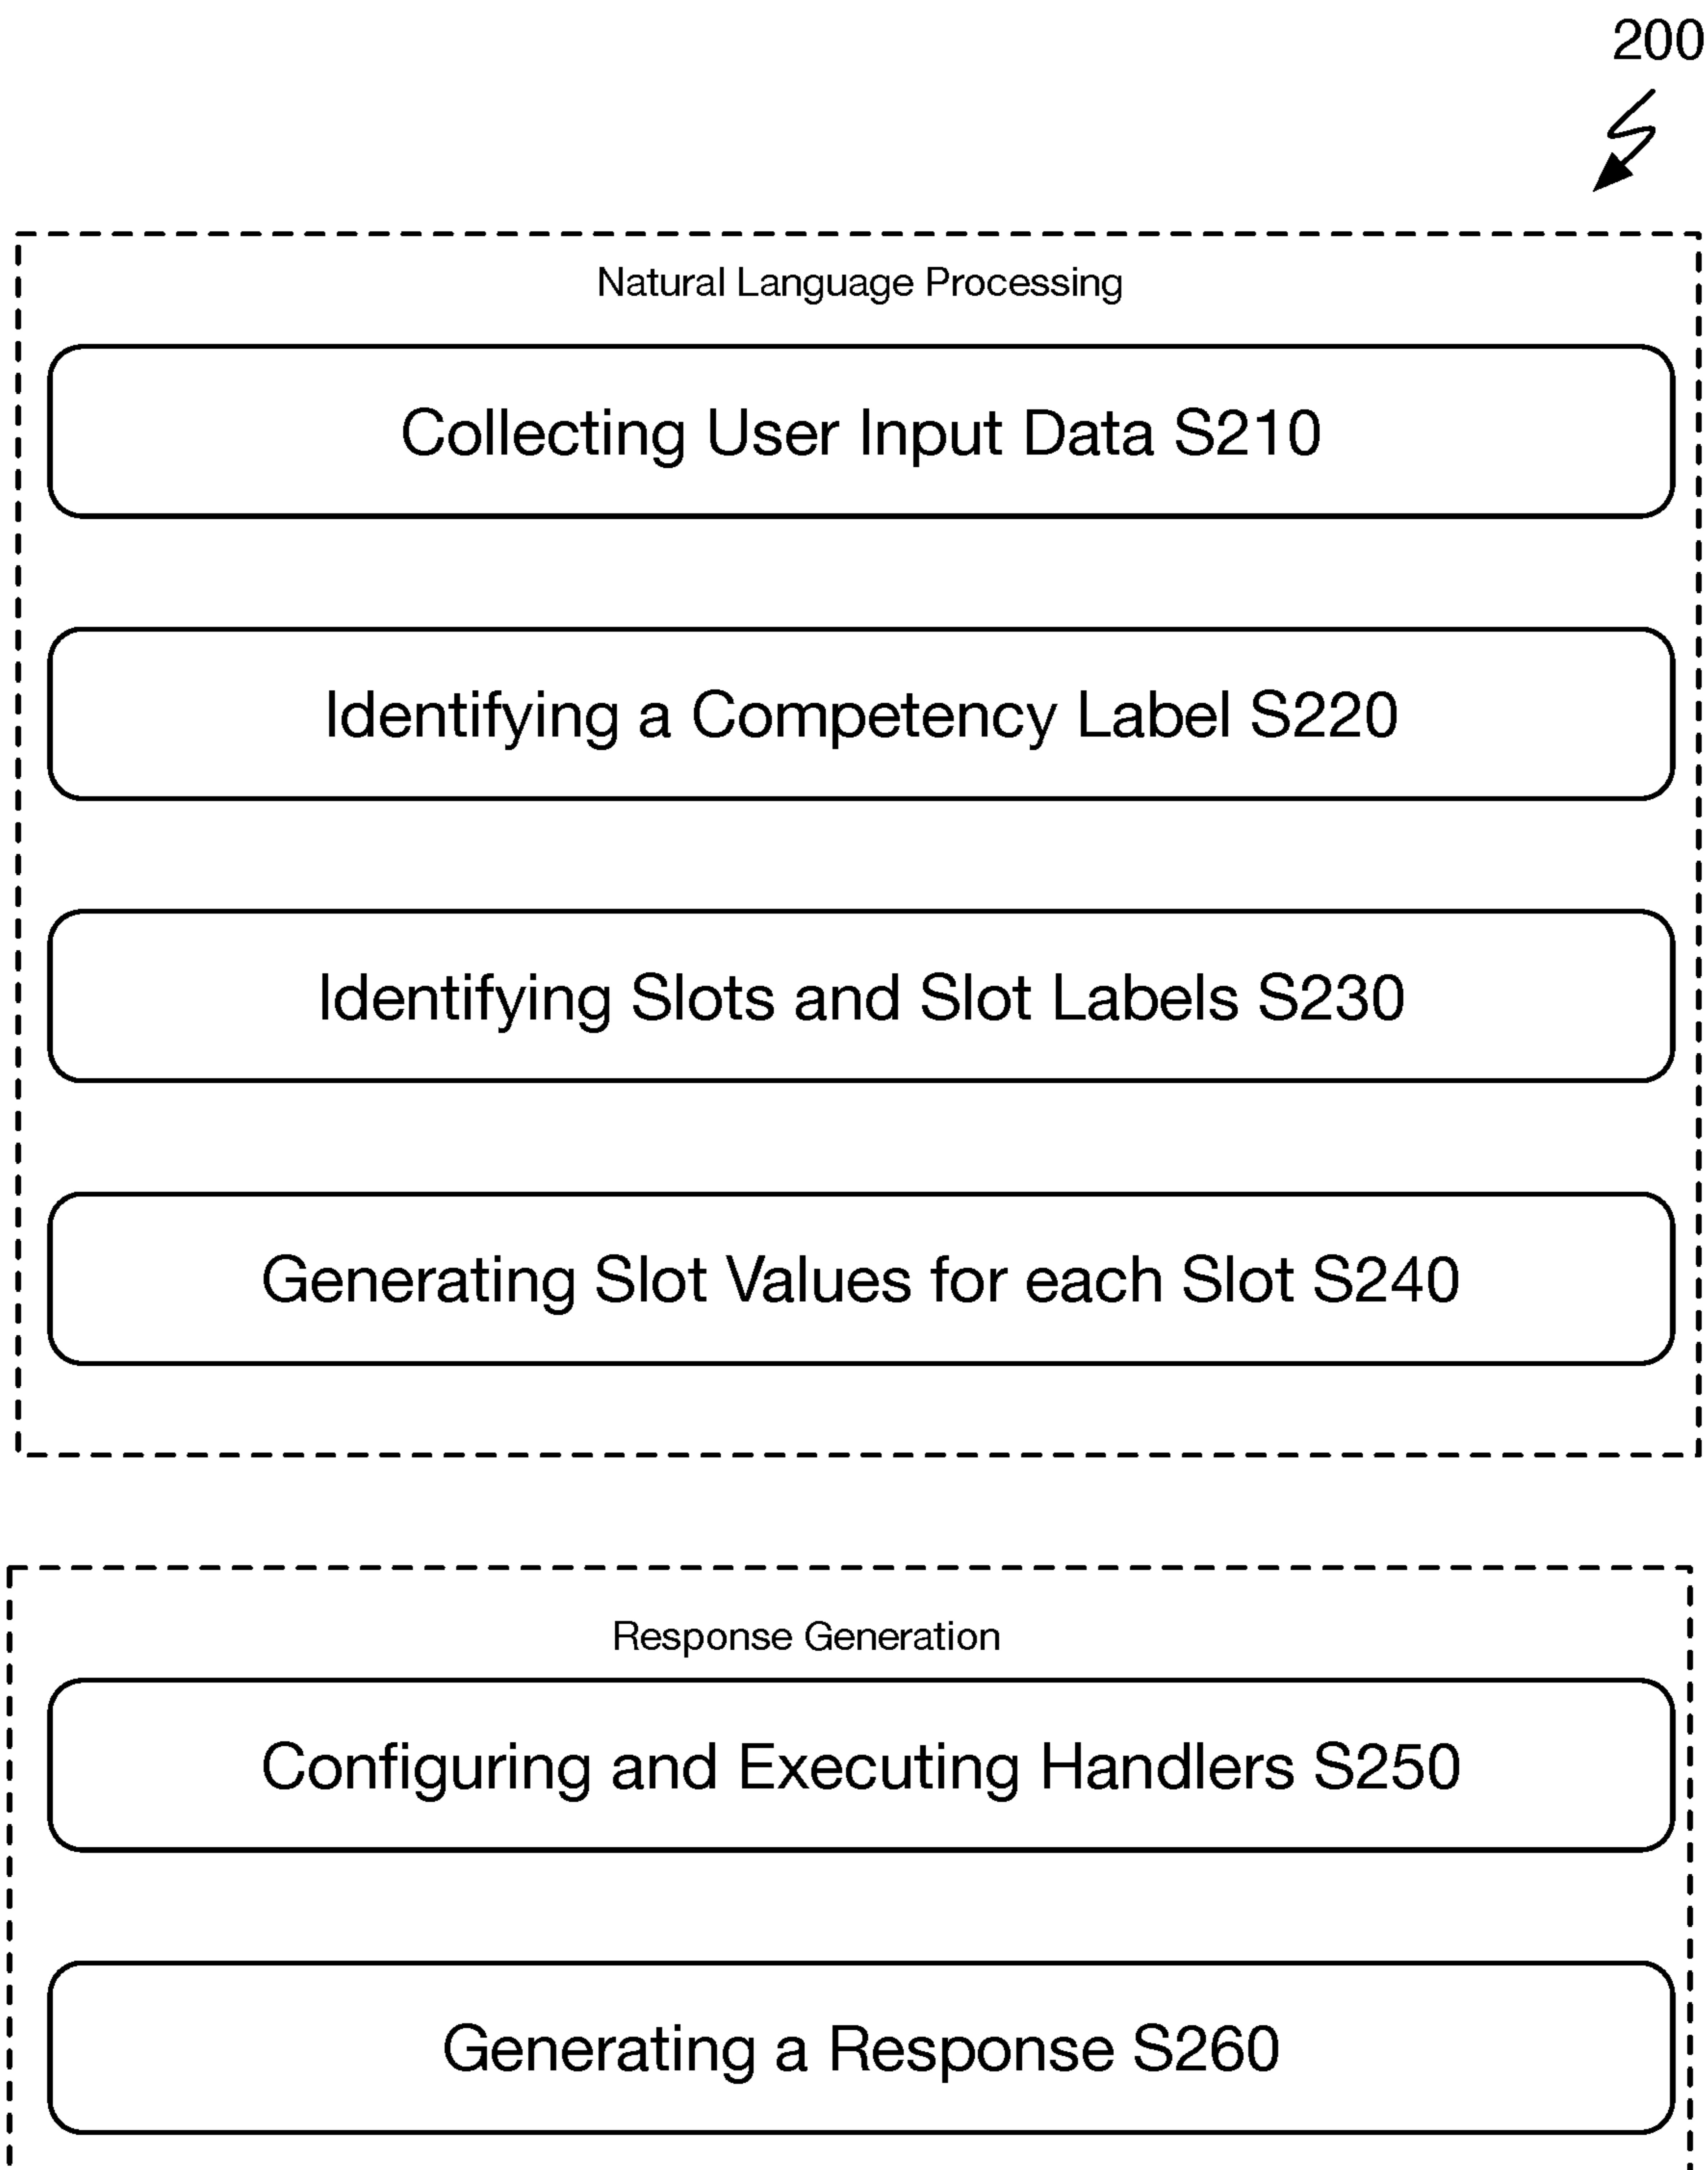 200
Natural Language Processing
Collecting User Input Data S210
Identifying a Competency Label S220
Identifying Slots and Slot Labels S230
Generating Slot Values for each Slot S240
Response Generation
Configuring and Executing Handlers S250
Generating a Response S260